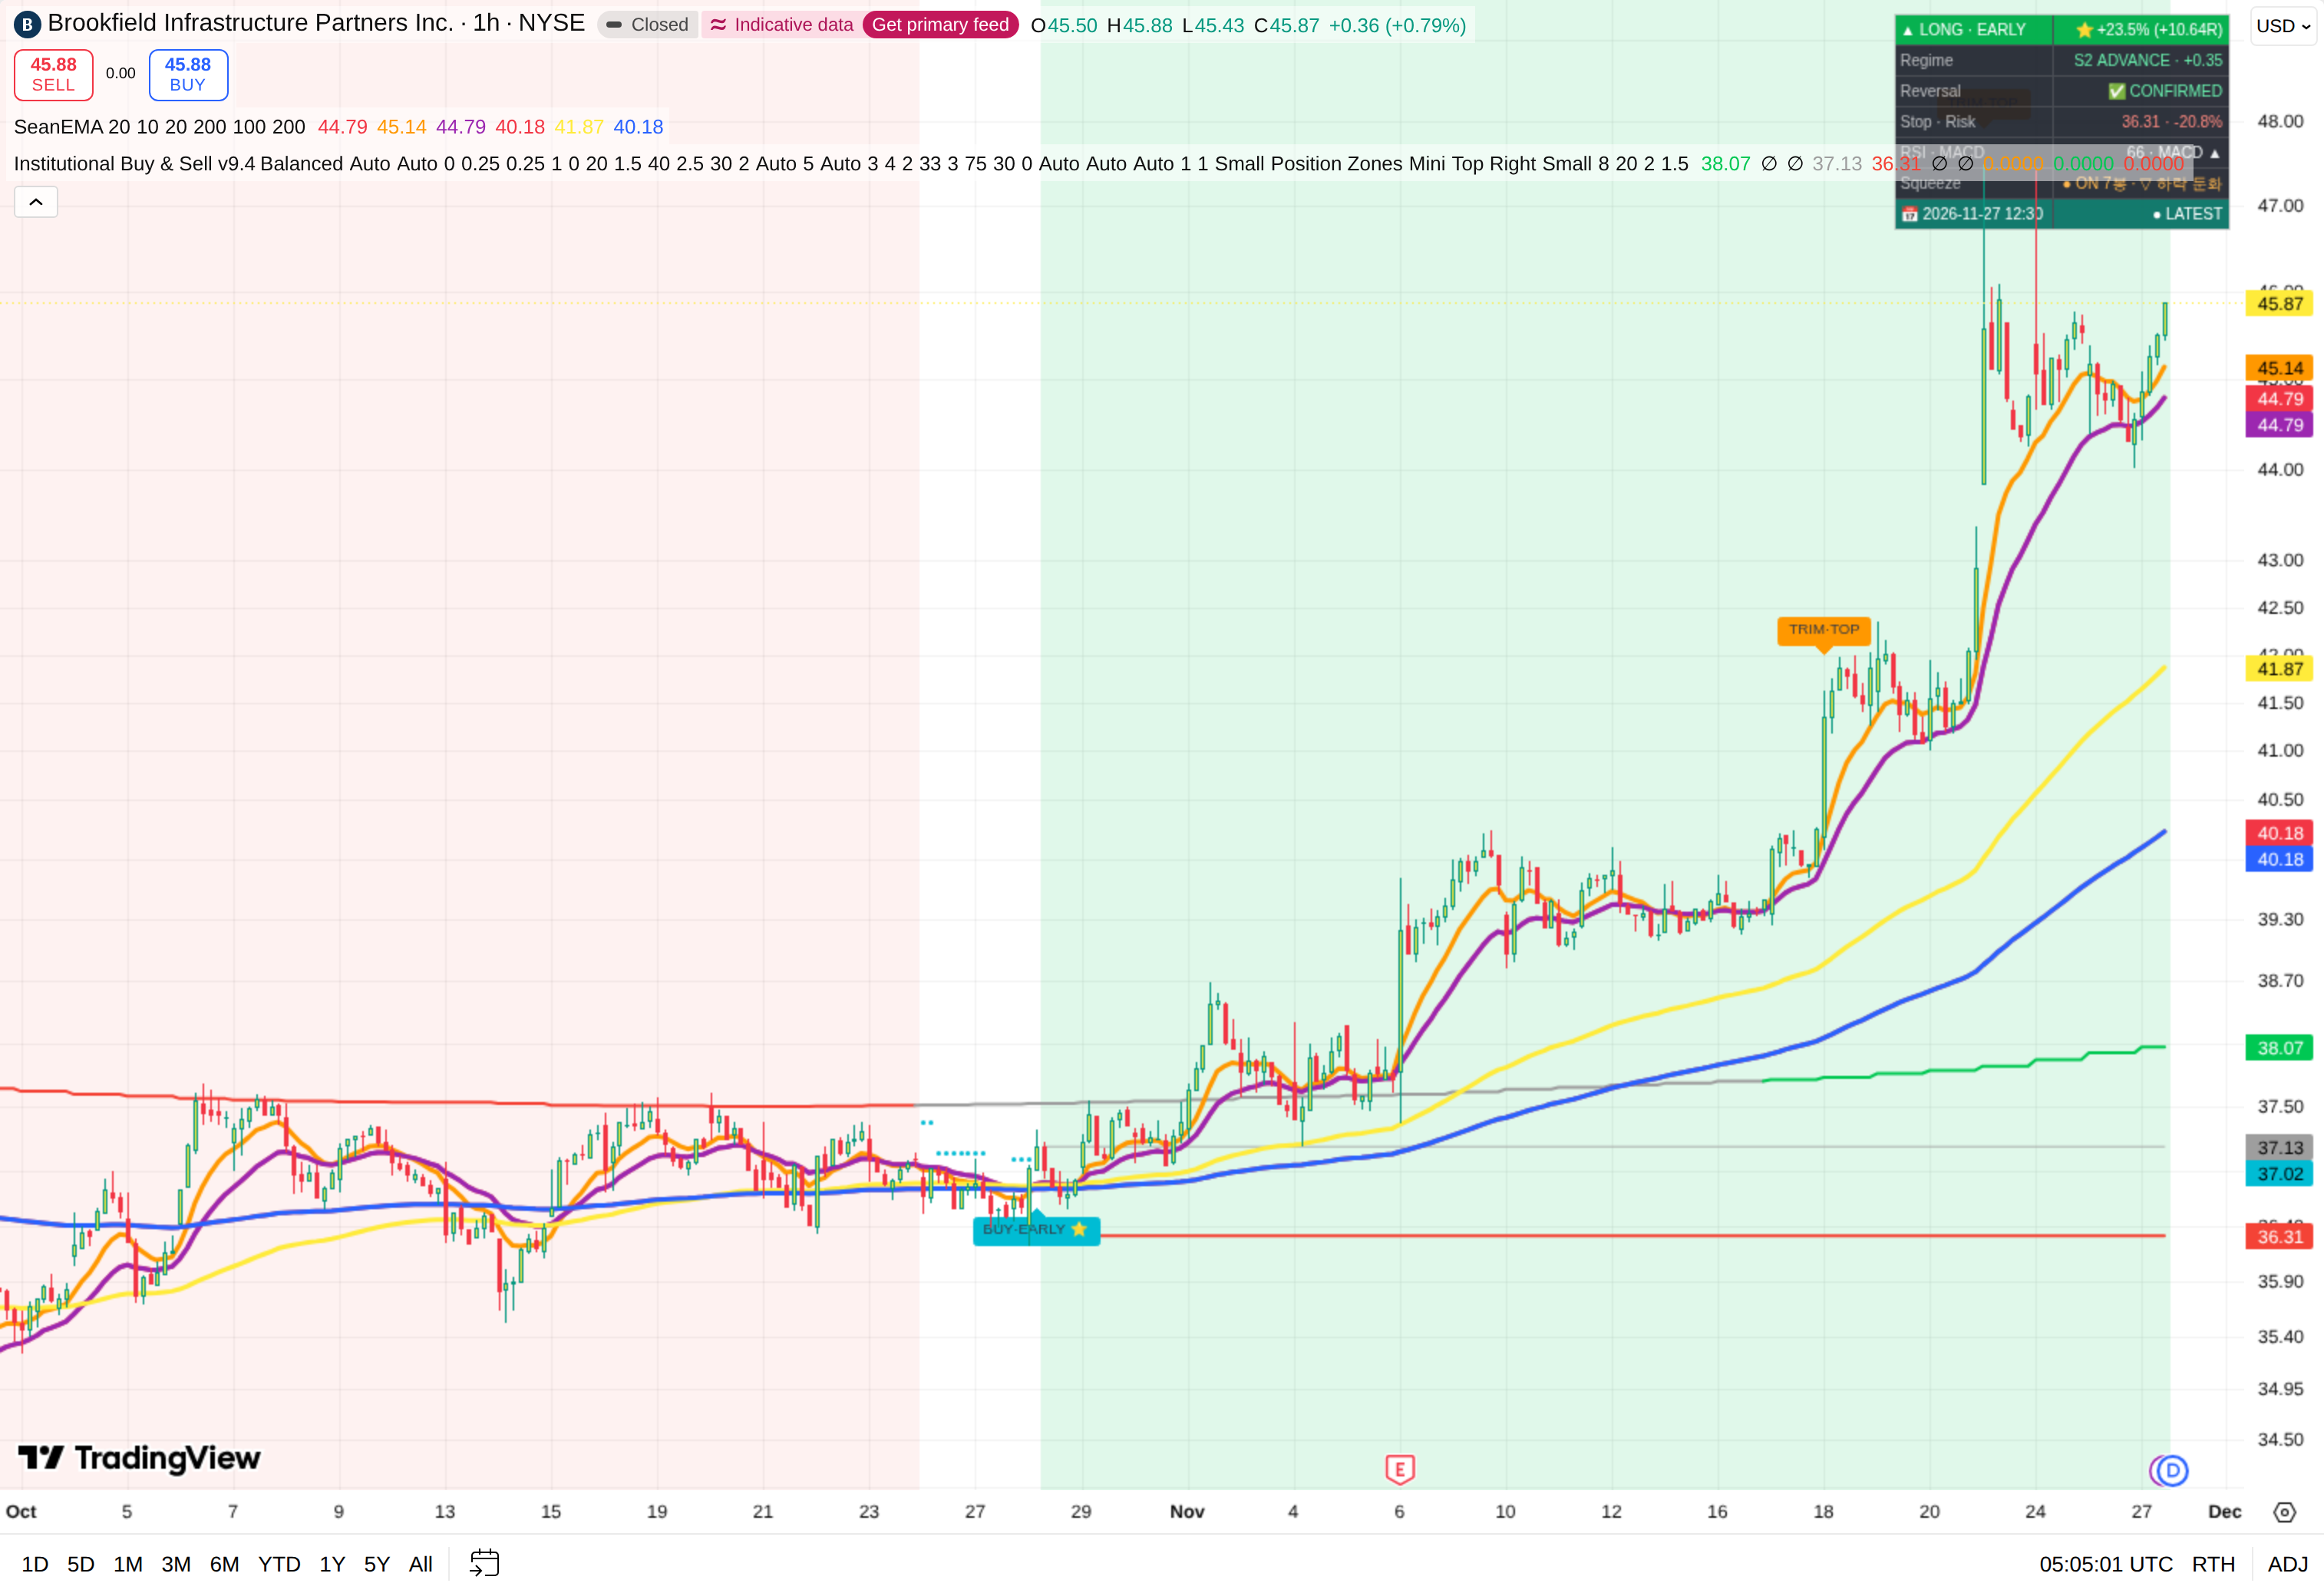 B Brookfield Infrastructure Partners Inc. · 1h · NYSE Closed Indicative data Get primary feed O45.50 H45.88 L45.43 C45.87 +0.36 (+0.79%)
45.88 SELL 0.00 45.88 BUY
SeanEMA 20 10 20 200 100 200 44.79 45.14 44.79 40.18 41.87 40.18
Institutional Buy & Sell v9.4 Balanced Auto Auto 0 0.25 0.25 1 0 20 1.5 40 2.5 30 2 Auto 5 Auto 3 4 2 33 3 75 30 0 Auto Auto Auto 1 1 Small Position Zones Mini Top Right Small 8 20 2 1.5 38.07 ∅ ∅ 37.13 36.31 ∅ ∅ 0.0000 0.0000 0.0000
▲ LONG · EARLY ⭐+23.5% (+10.64R)
Regime S2 ADVANCE · +0.35
Reversal ✅ CONFIRMED
Stop · Risk 36.31 · -20.8%
RSI · MACD 66 · MACD ▲
Squeeze ● ON 7봉 · ▽ 하락 둔화
📅 2026-11-27 12:30 ● LATEST
USD
48.00
47.00
45.87
45.14
44.79
44.79
44.00
43.00
42.50
41.87
41.50
41.00
40.50
40.18
40.18
39.30
38.70
38.07
37.50
37.13
37.02
36.31
35.90
35.40
34.95
34.50
TRIM-TOP
BUY-EARLY ⭐
TradingView
E
D
Oct 5 7 9 13 15 19 21 23 27 29 Nov 4 6 10 12 16 18 20 24 27 Dec
1D 5D 1M 3M 6M YTD 1Y 5Y All 05:05:01 UTC RTH ADJ